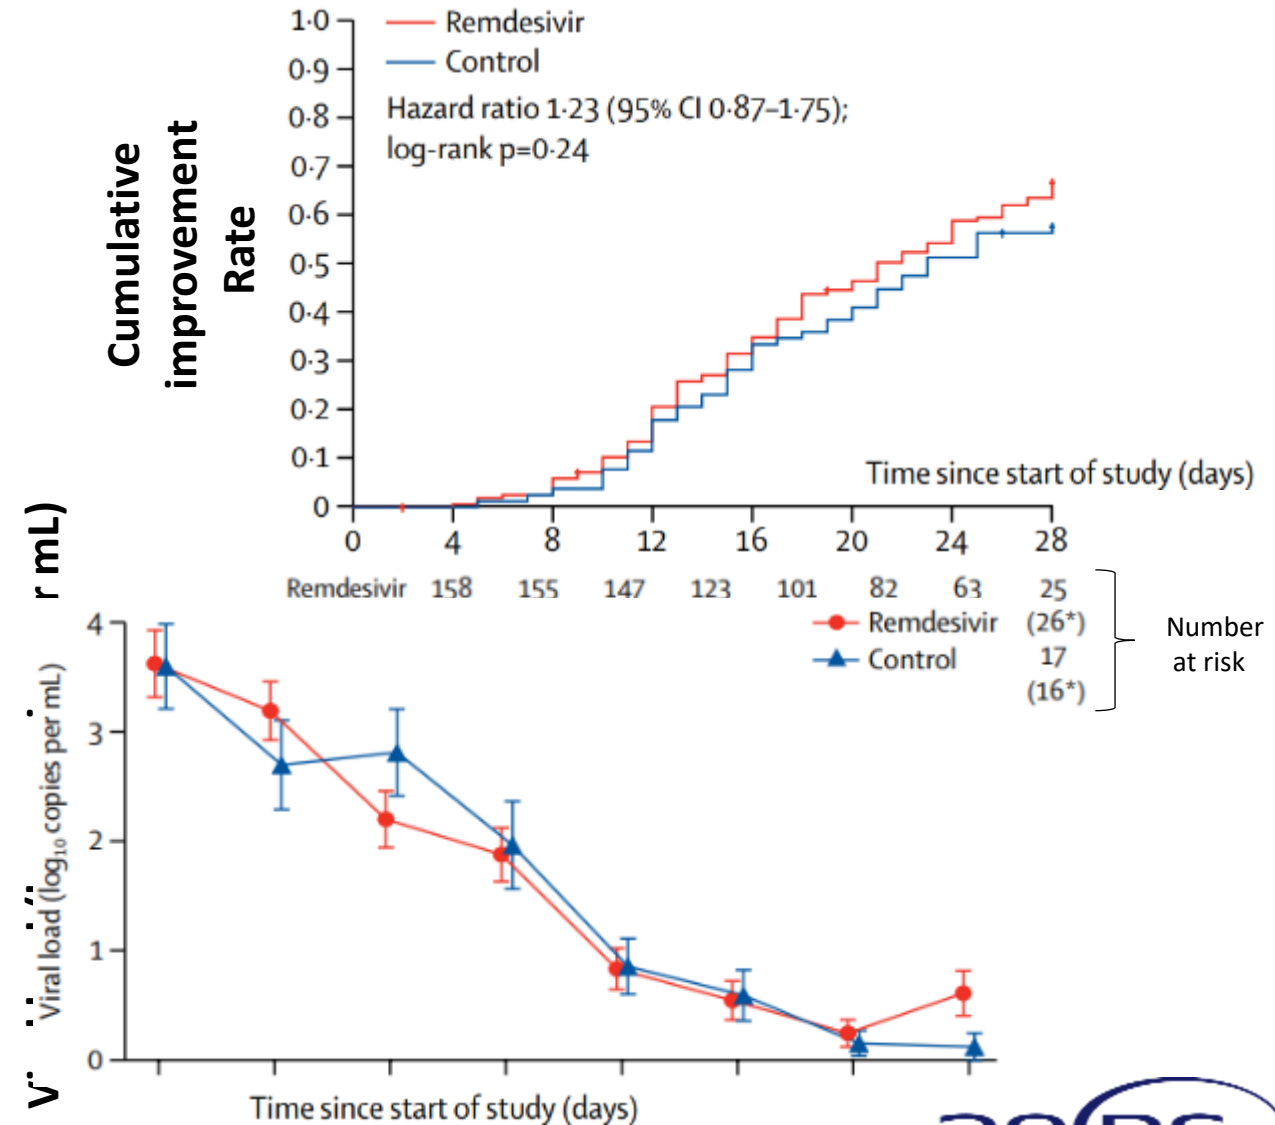 1·0
Remdesivir
0·9
Control
0·8
Hazard ratio 1·23 (95% CI 0·87–1·75);
log-rank p=0·24
0·7
0·6
0·5
0·4
0·3
0·2
0·1
0
Cumulative
improvement
Rate
Time since start of study (days)
0 4 8 12 16 20 24 28
Remdesivir 158 155 147 123 101 82 63 25
(26*)
17
(16*)
Number
at risk
Remdesivir
Control
r mL)
Viral load (log₁₀ copies per mL)
4
3
2
1
0
Time since start of study (days)